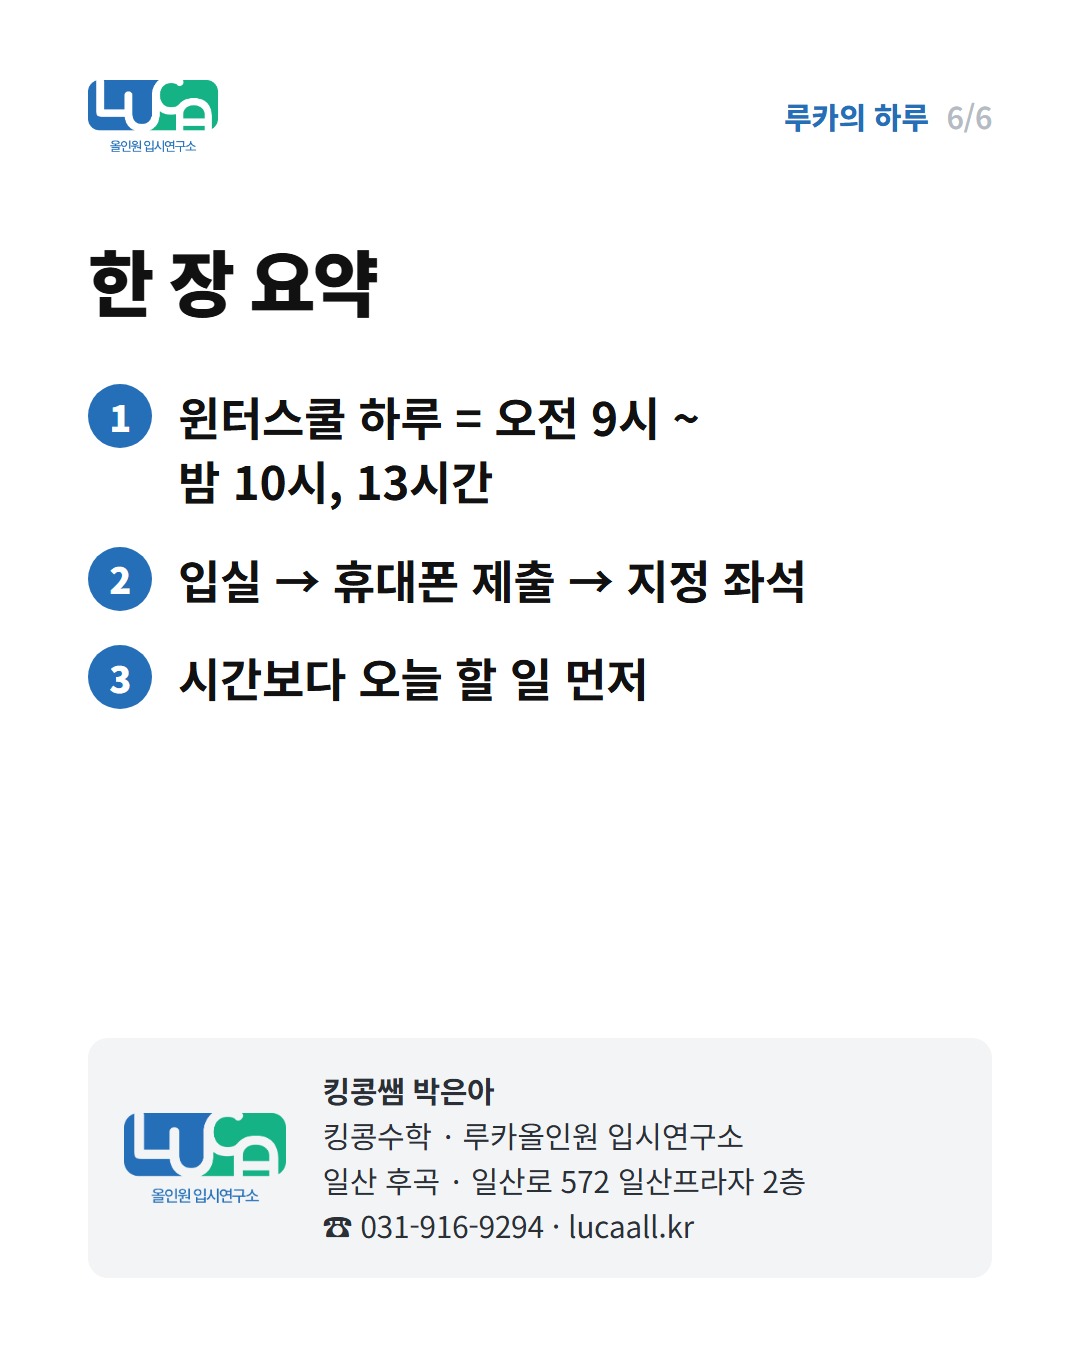 LUCA
올인원 입시연구소
루카의 하루 6/6
한 장 요약
1 윈터스쿨 하루 = 오전 9시 ~
밤 10시, 13시간
2 입실 → 휴대폰 제출 → 지정 좌석
3 시간보다 오늘 할 일 먼저
LUCA
올인원 입시연구소
킹콩쌤 박은아
킹콩수학 · 루카올인원 입시연구소
일산 후곡 · 일산로 572 일산프라자 2층
☎ 031-916-9294 · lucaall.kr